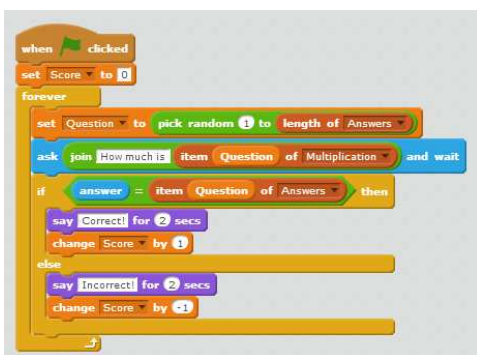 when clicked
set Score to 0
forever
set Question to pick random 1 to length of Answers
ask join How much is item Question of Multiplication and wait
if answer = item Question of Answers then
say Correct! for 2 secs
change Score by 1
else
say Incorrect! for 2 secs
change Score by -1